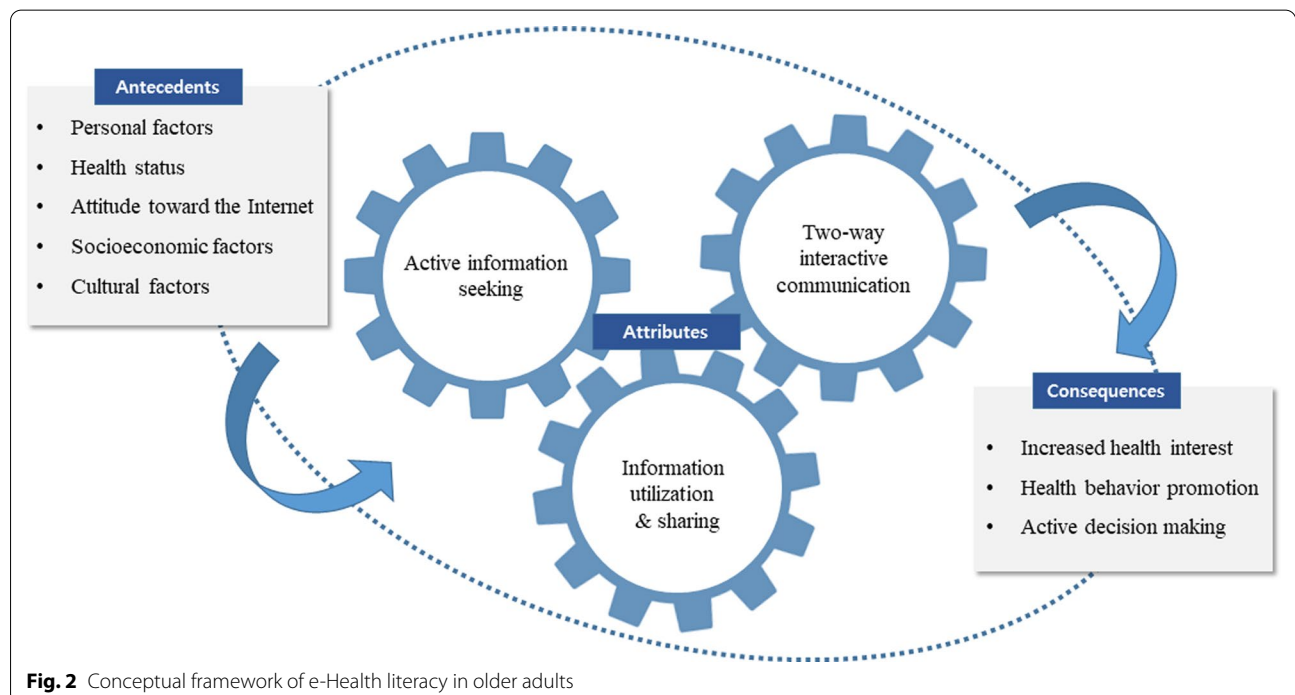 Antecedents
• Personal factors
• Health status
• Attitude toward the Internet
• Socioeconomic factors
• Cultural factors
Active information
seeking
Two-way
interactive
communication
Attributes
Information
utilization
& sharing
Consequences
• Increased health interest
• Health behavior promotion
• Active decision making
Fig. 2 Conceptual framework of e-Health literacy in older adults